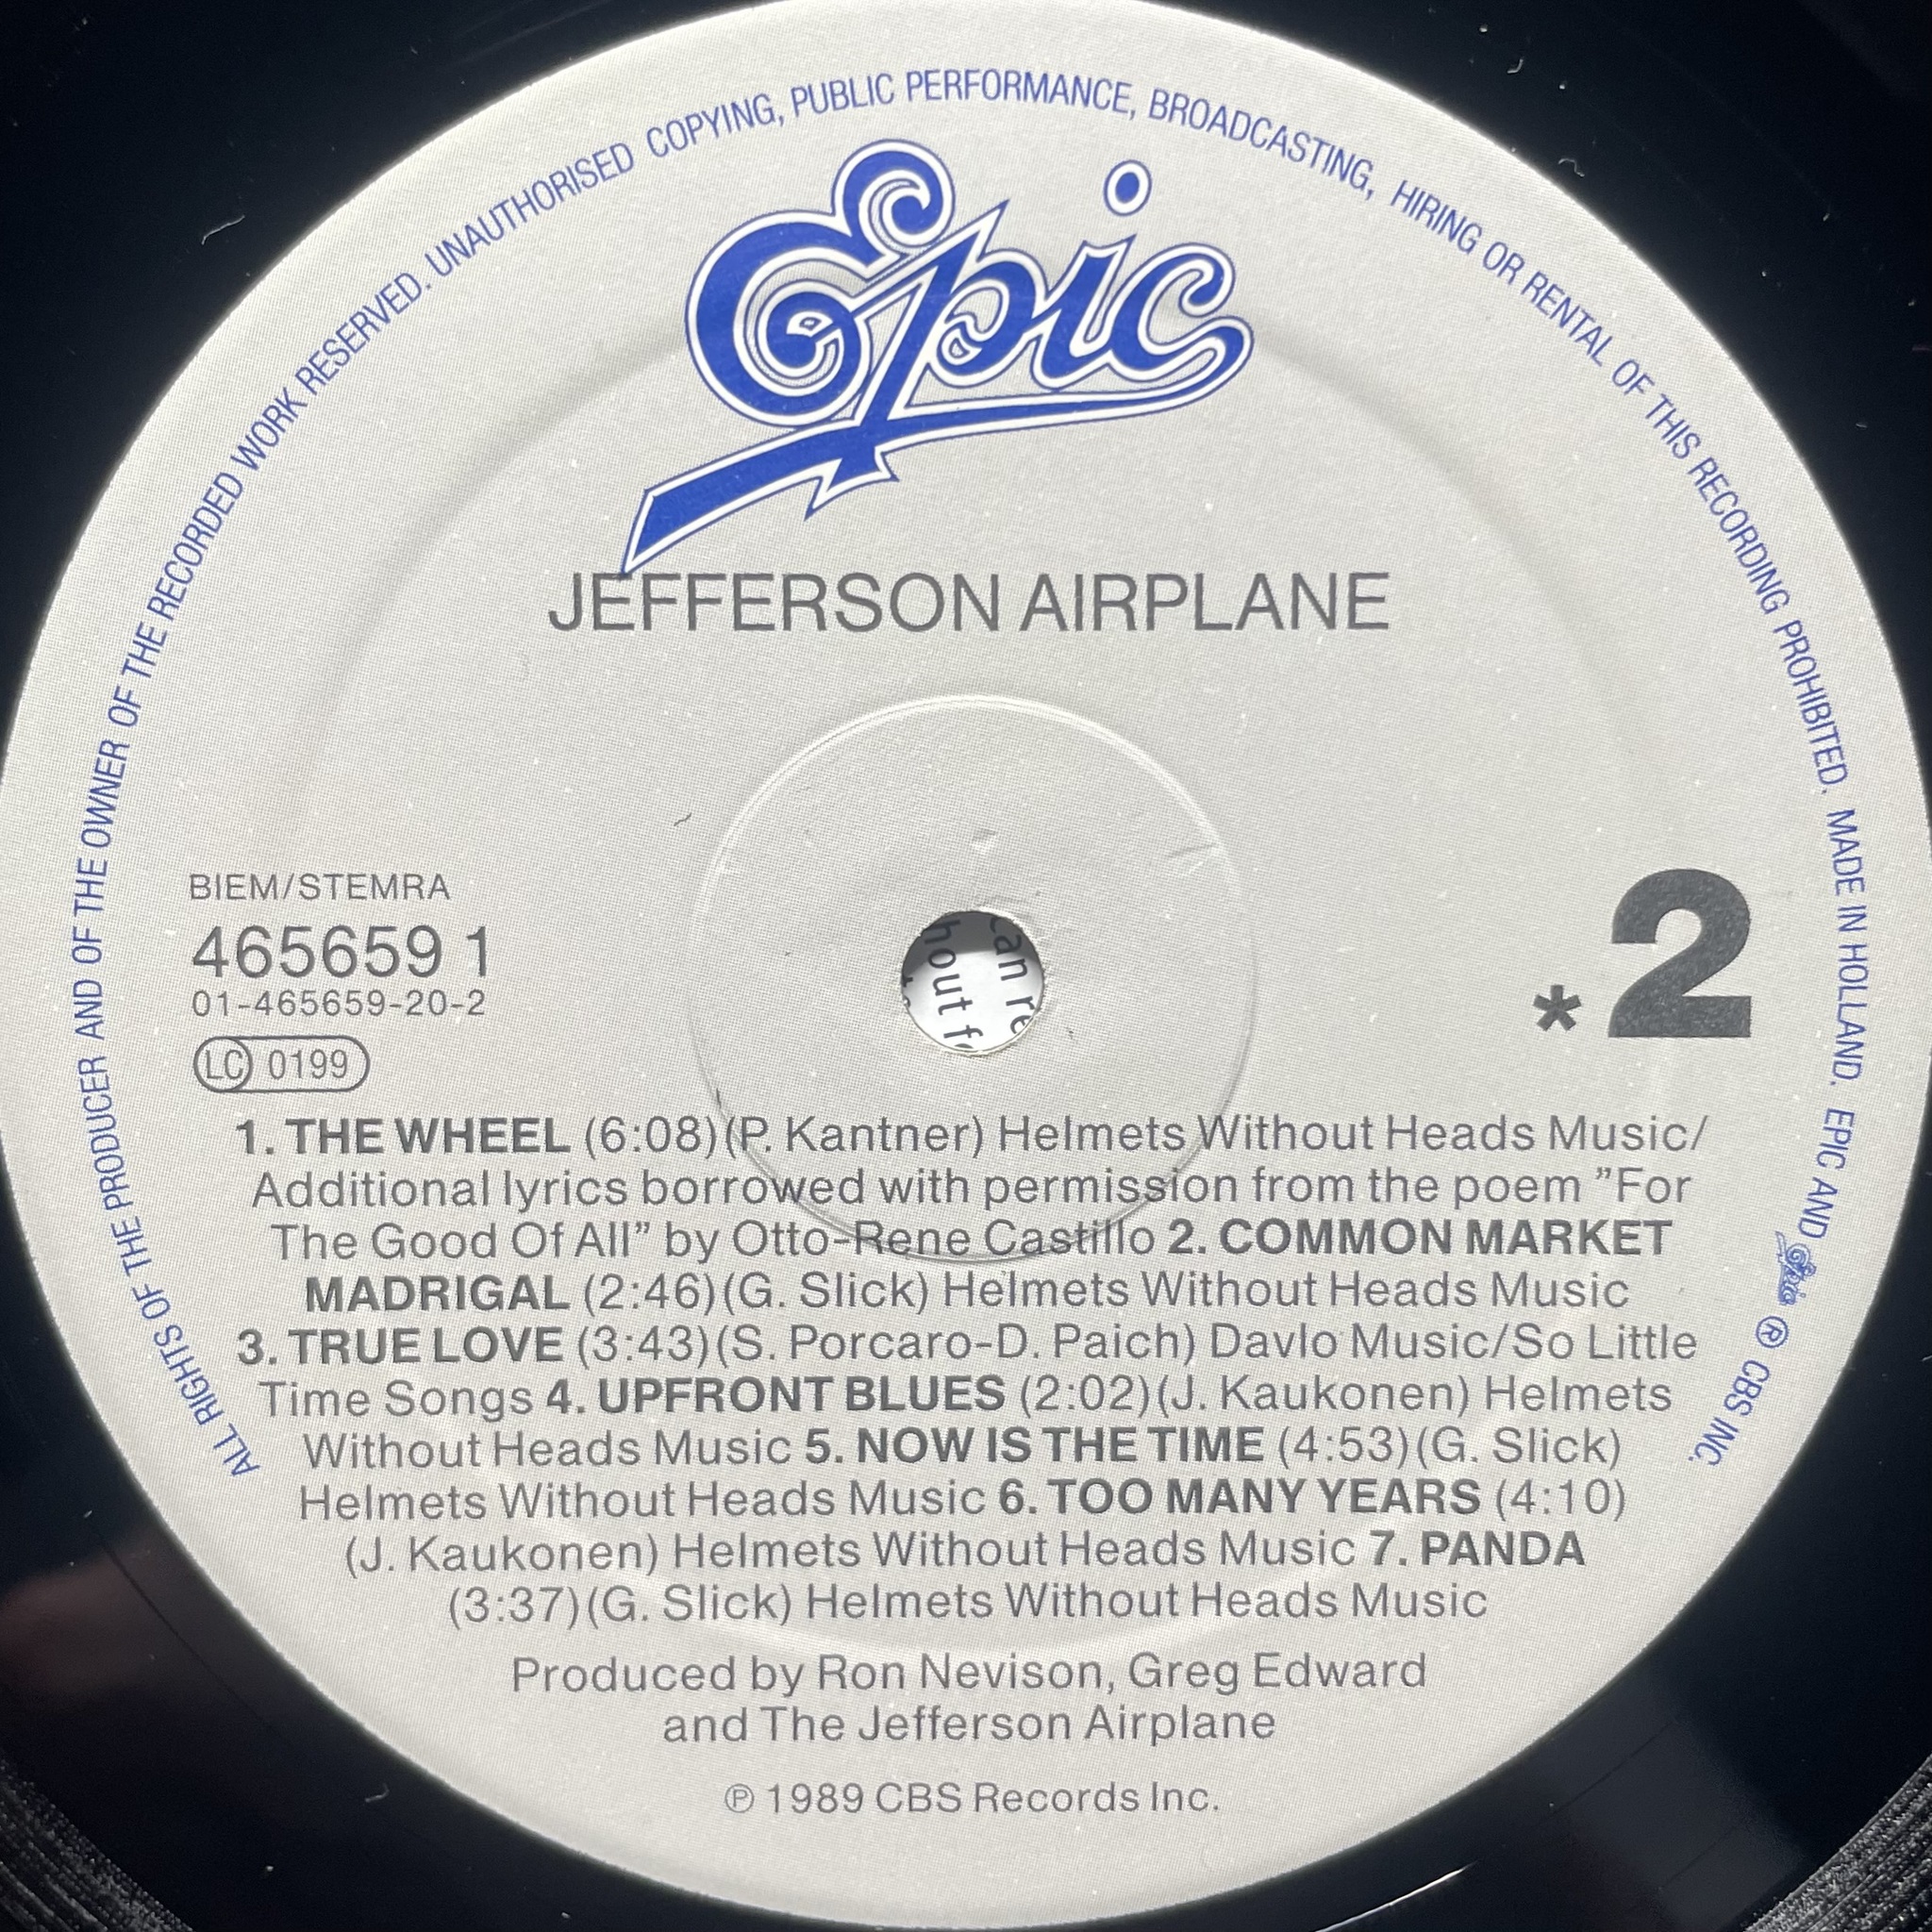 ALL RIGHTS OF THE PRODUCER AND OF THE OWNER OF THE RECORDED WORK RESERVED. UNAUTHORISED COPYING, PUBLIC PERFORMANCE, BROADCASTING, HIRING OR RENTAL OF THIS RECORDING PROHIBITED. MADE IN HOLLAND. EPIC AND Epic ® CBS INC.
Epic
JEFFERSON AIRPLANE
BIEM/STEMRA
465659 1
01-465659-20-2
LC 0199
*2
can
hout
1. THE WHEEL (6:08)(P. Kantner) Helmets Without Heads Music/
Additional lyrics borrowed with permission from the poem ”For
The Good Of All” by Otto-Rene Castillo 2. COMMON MARKET
MADRIGAL (2:46)(G. Slick) Helmets Without Heads Music
3. TRUE LOVE (3:43)(S. Porcaro-D. Paich) Davlo Music/So Little
Time Songs 4. UPFRONT BLUES (2:02)(J. Kaukonen) Helmets
Without Heads Music 5. NOW IS THE TIME (4:53)(G. Slick)
Helmets Without Heads Music 6. TOO MANY YEARS (4:10)
(J. Kaukonen) Helmets Without Heads Music 7. PANDA
(3:37)(G. Slick) Helmets Without Heads Music
Produced by Ron Nevison, Greg Edward
and The Jefferson Airplane
℗ 1989 CBS Records Inc.